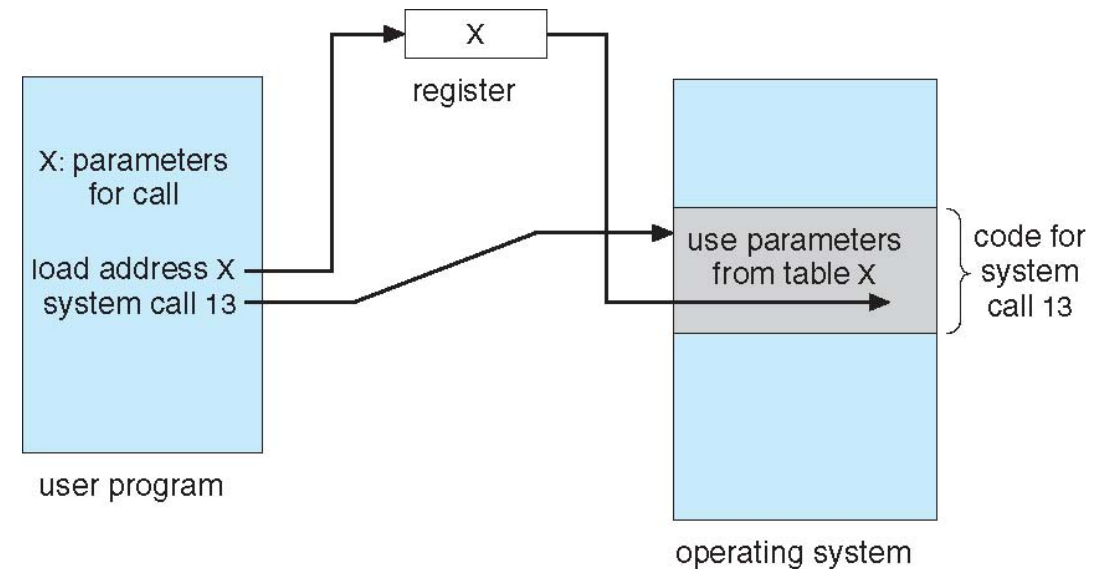 X
register
X: parameters
for call
load address X
system call 13
user program
use parameters
from table X
code for
system
call 13
operating system